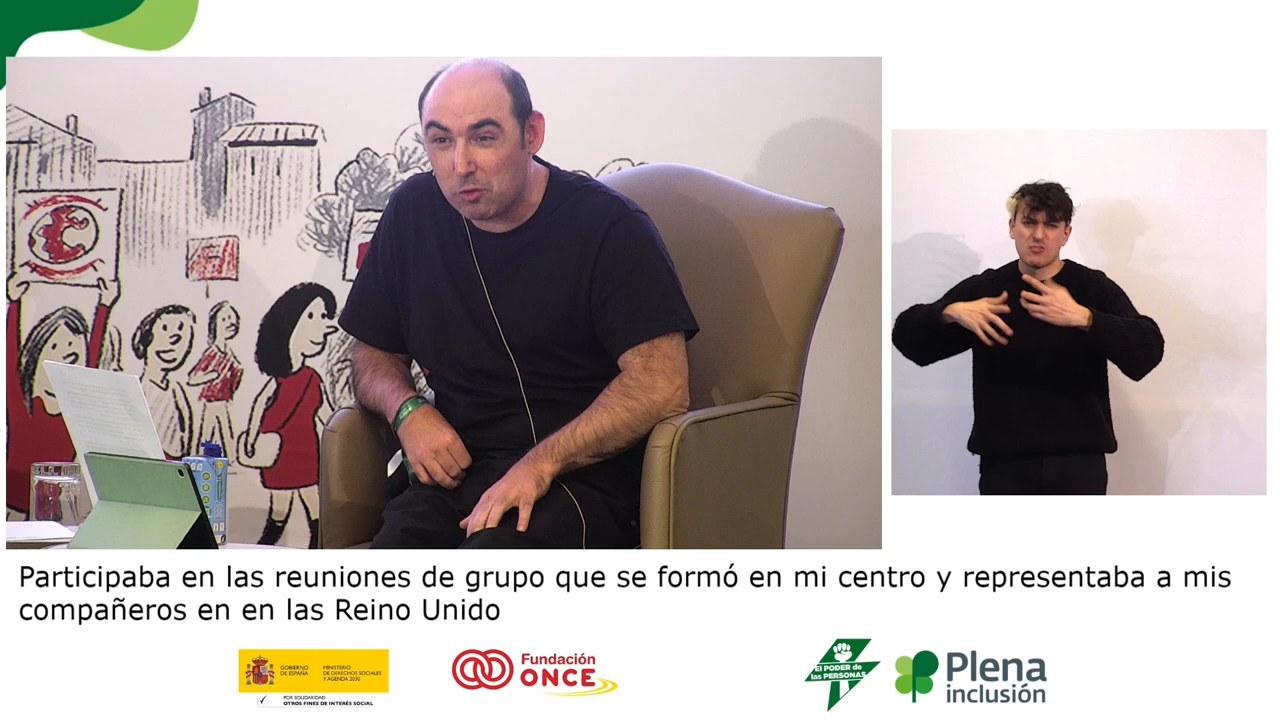 Participaba en las reuniones de grupo que se formó en mi centro y representaba a mis
compañeros en en las Reino Unido
GOBIERNO
DE ESPAÑA
MINISTERIO
DE DERECHOS SOCIALES
Y AGENDA 2030
POR SOLIDARIDAD
OTROS FINES DE INTERÉS SOCIAL
Fundación
ONCE
El PODER de
las PERSONAS
Plena
inclusión